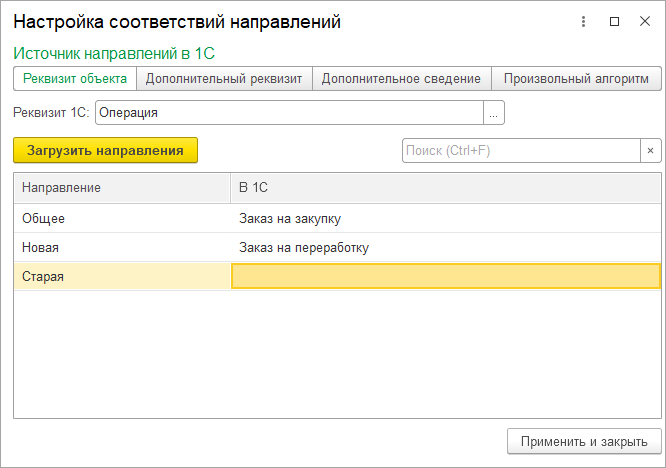 Настройка соответствий направлений
Источник направлений в 1С
Реквизит объекта Дополнительный реквизит Дополнительное сведение Произвольный алгоритм
Реквизит 1С: Операция ...
Загрузить направления Поиск (Ctrl+F) ×
Направление В 1С
Общее Заказ на закупку
Новая Заказ на переработку
Старая
Применить и закрыть